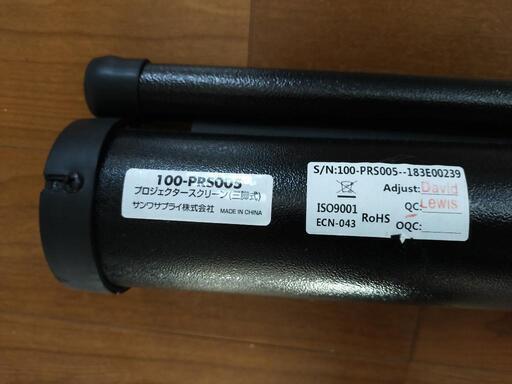 100-PRS005
プロジェクタースクリーン(三脚式)
サンワサプライ株式会社 MADE IN CHINA
S/N:100-PRS005--183E00239
Adjust: David
ISO9001 QC: Lewis
ECN-043 RoHS OQC: